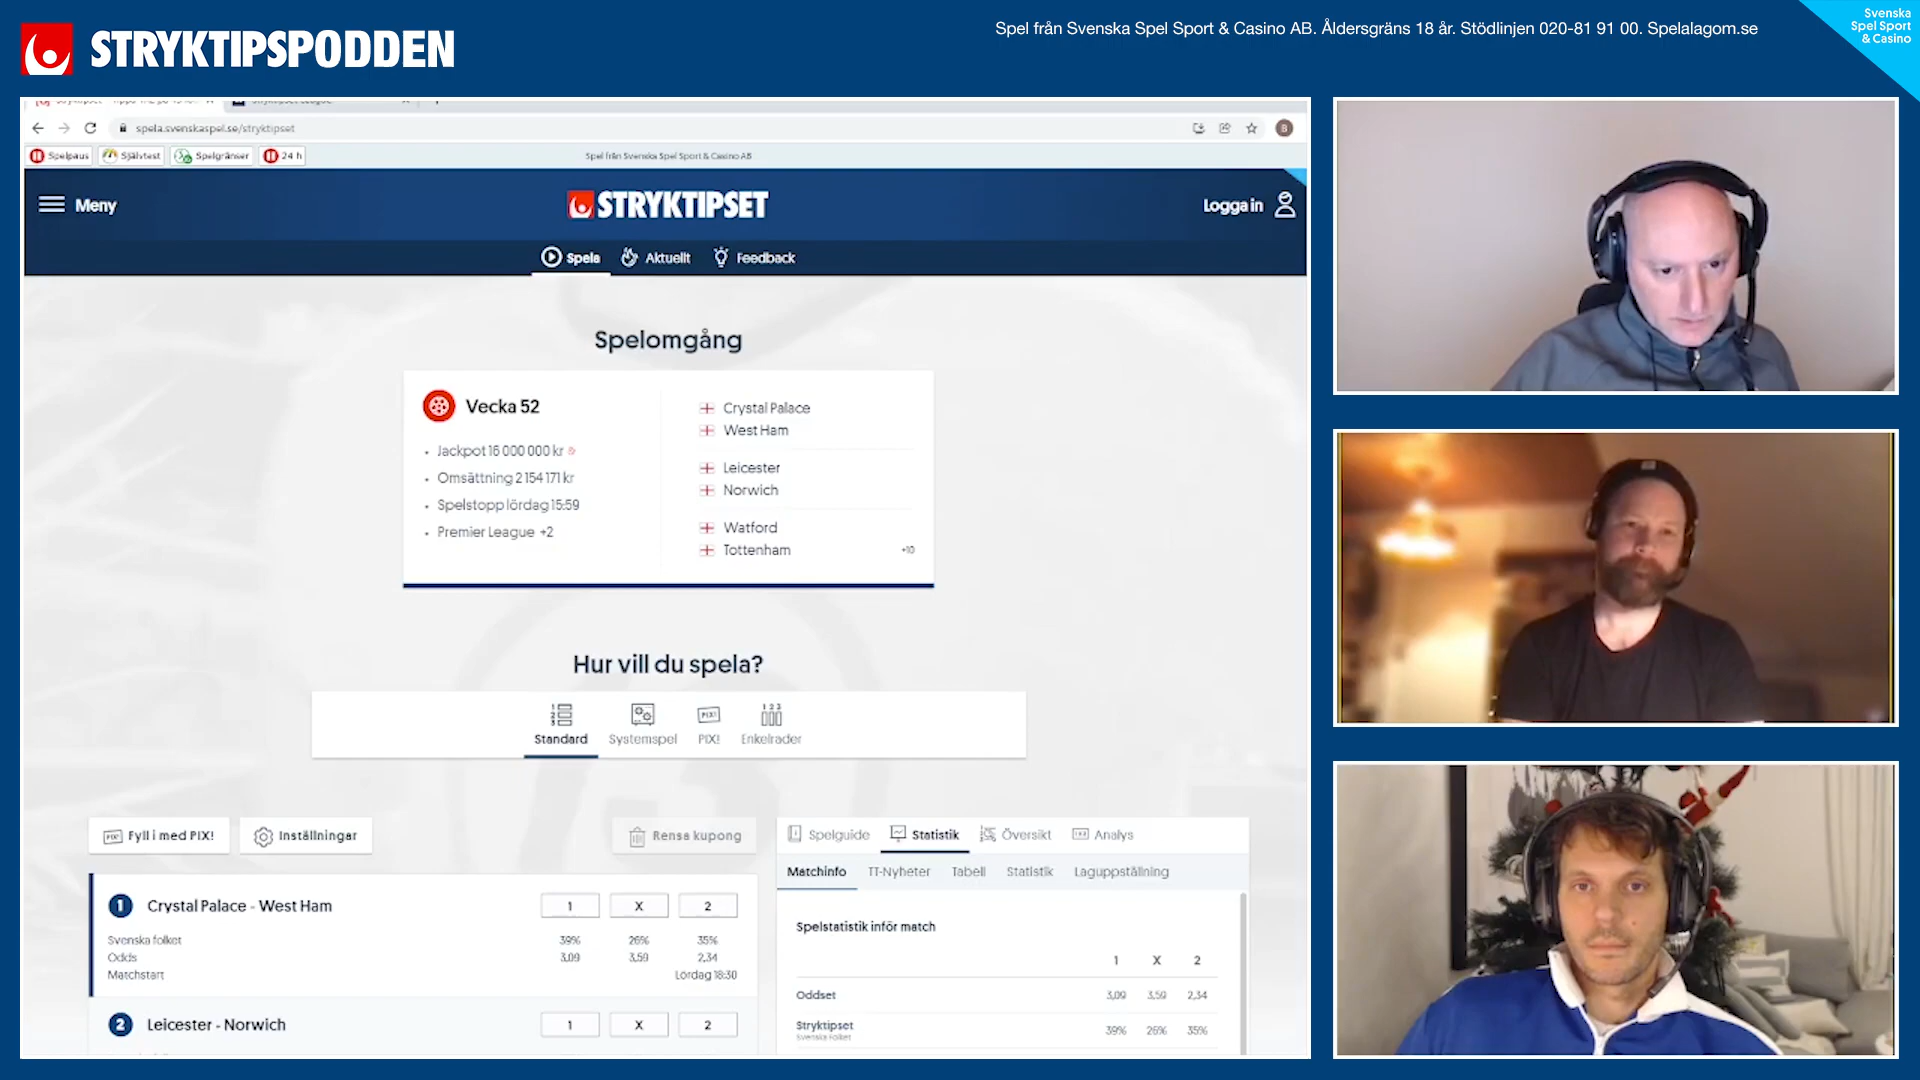 STRYKTIPSPODDEN
Spel från Svenska Spel Sport & Casino AB. Åldersgräns 18 år. Stödlinjen 020-81 91 00. Spelalagom.se
Svenska
Spel Sport
& Casino
spela.svenskaspel.se/stryktipset
B
Spelpaus
Självtest
Spelgränser
24 h
Spel från Svenska Spel Sport & Casino AB
Meny
STRYKTIPSET
Logga in
Spela
Aktuellt
Feedback
Spelomgång
Vecka 52
Jackpot 16 000 000 kr
Omsättning 2 154 171 kr
Spelstopp lördag 15:59
Premier League +2
Crystal Palace
West Ham
Leicester
Norwich
Watford
Tottenham
+10
Hur vill du spela?
Standard
Systemspel
PIX!
PIX!
Enkelrader
Fyll i med PIX!
Inställningar
Rensa kupong
Spelguide
Statistik
Översikt
Analys
Matchinfo
TT-Nyheter
Tabell
Statistik
Laguppställning
1 Crystal Palace - West Ham 1 X 2
Svenska folket 39% 26% 35%
Odds 3,09 3,59 2,34
Matchstart Lördag 18:30
2 Leicester - Norwich 1 X 2
Spelstatistik inför match
1 X 2
Oddset 3,09 3,59 2,34
Stryktipset 39% 26% 35%
Svenska Folket